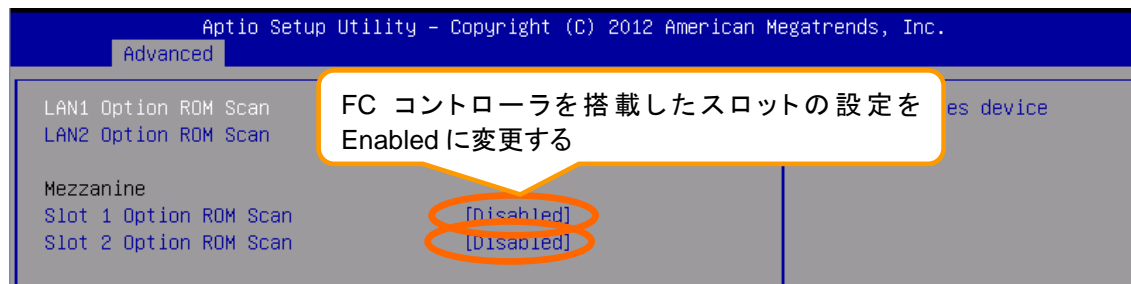 Aptio Setup Utility – Copyright (C) 2012 American Megatrends, Inc.
Advanced
LAN1 Option ROM Scan
LAN2 Option ROM Scan
FC コントローラを搭載したスロットの設定を
Enabled に変更する
es device
Mezzanine
Slot 1 Option ROM Scan [Disabled]
Slot 2 Option ROM Scan [Disabled]